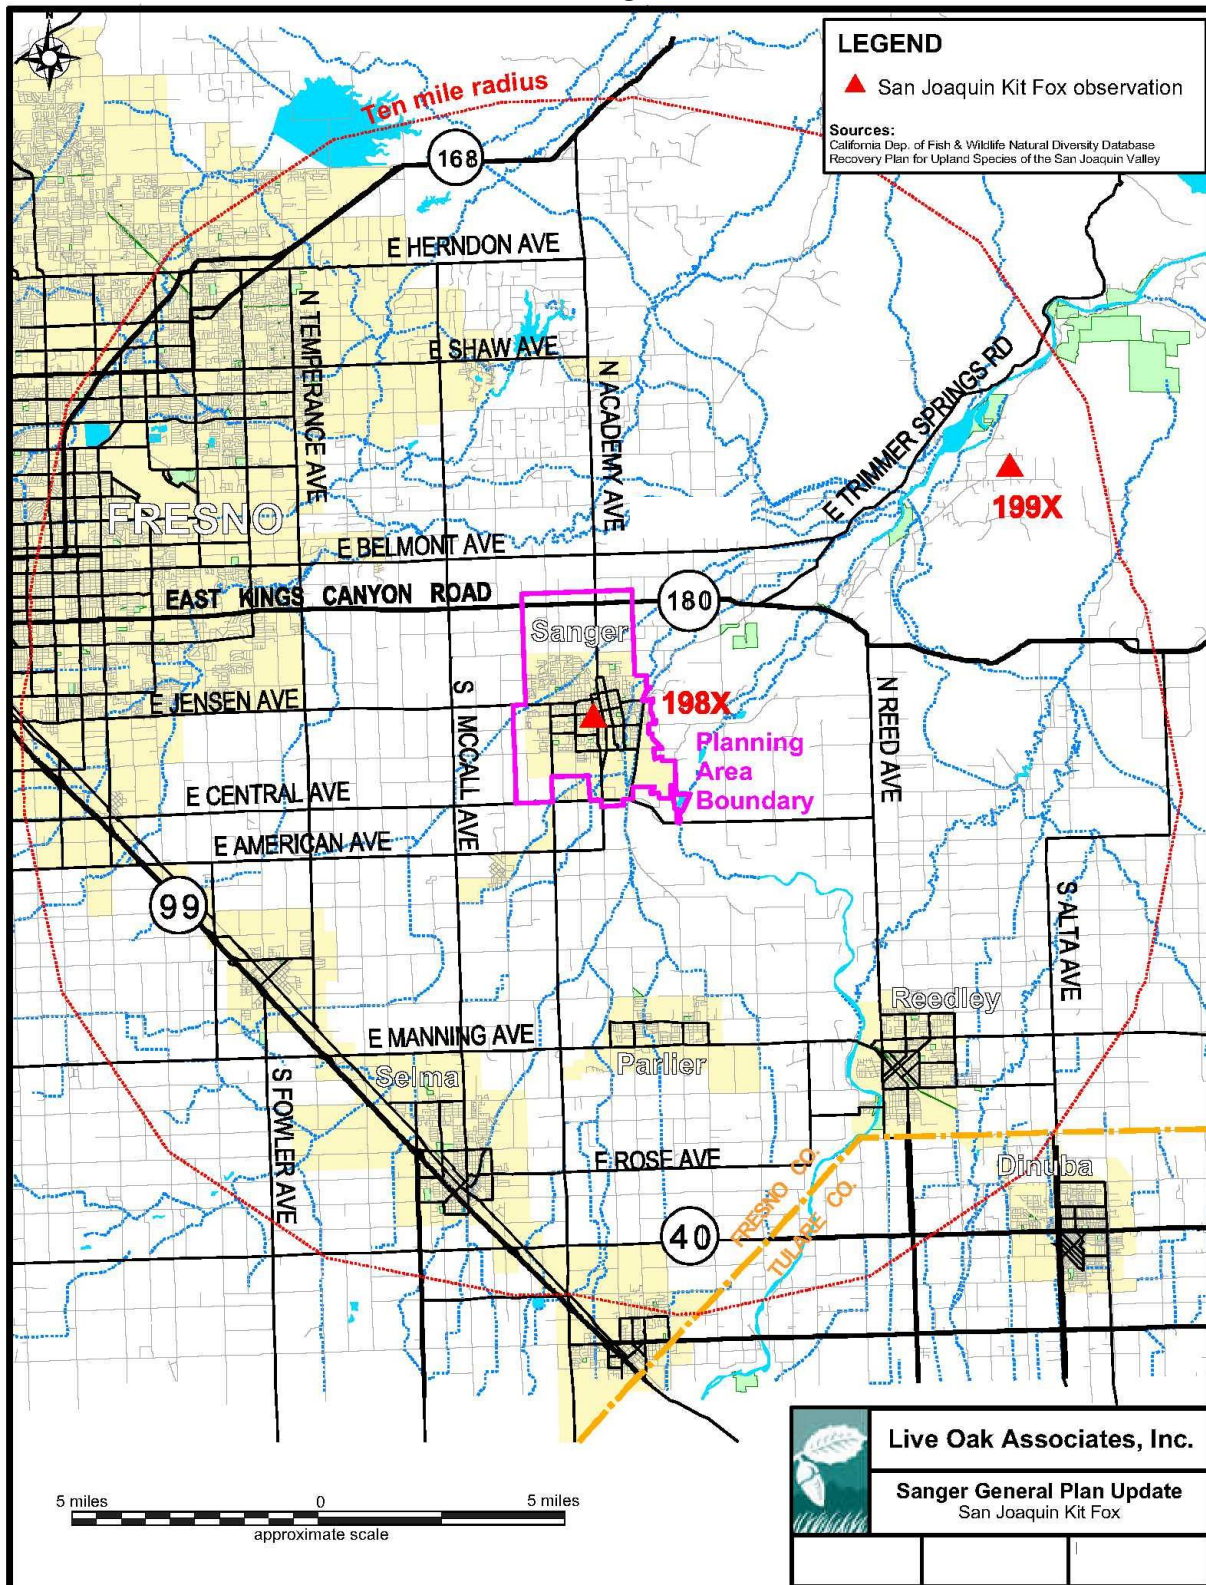 N
LEGEND
San Joaquin Kit Fox observation
Sources:
California Dep. of Fish & Wildlife Natural Diversity Database
Recovery Plan for Upland Species of the San Joaquin Valley
Ten mile radius
168
E HERNDON AVE
N TEMPERANCE AVE
E SHAW AVE
N ACADEMY AVE
E TRIMMER SPRINGS RD
199X
FRESNO
E BELMONT AVE
EAST KINGS CANYON ROAD
180
Sanger
E JENSEN AVE
S MCCALL AVE
198X
Planning
Area
Boundary
N REED AVE
E CENTRAL AVE
E AMERICAN AVE
99
S ALTA AVE
Reedley
E MANNING AVE
Parlier
Selma
S FOWLER AVE
E ROSE AVE
FRESNO CO.
TULARE CO.
Dinuba
40
Live Oak Associates, Inc.
Sanger General Plan Update
San Joaquin Kit Fox
5 miles 0 5 miles
approximate scale